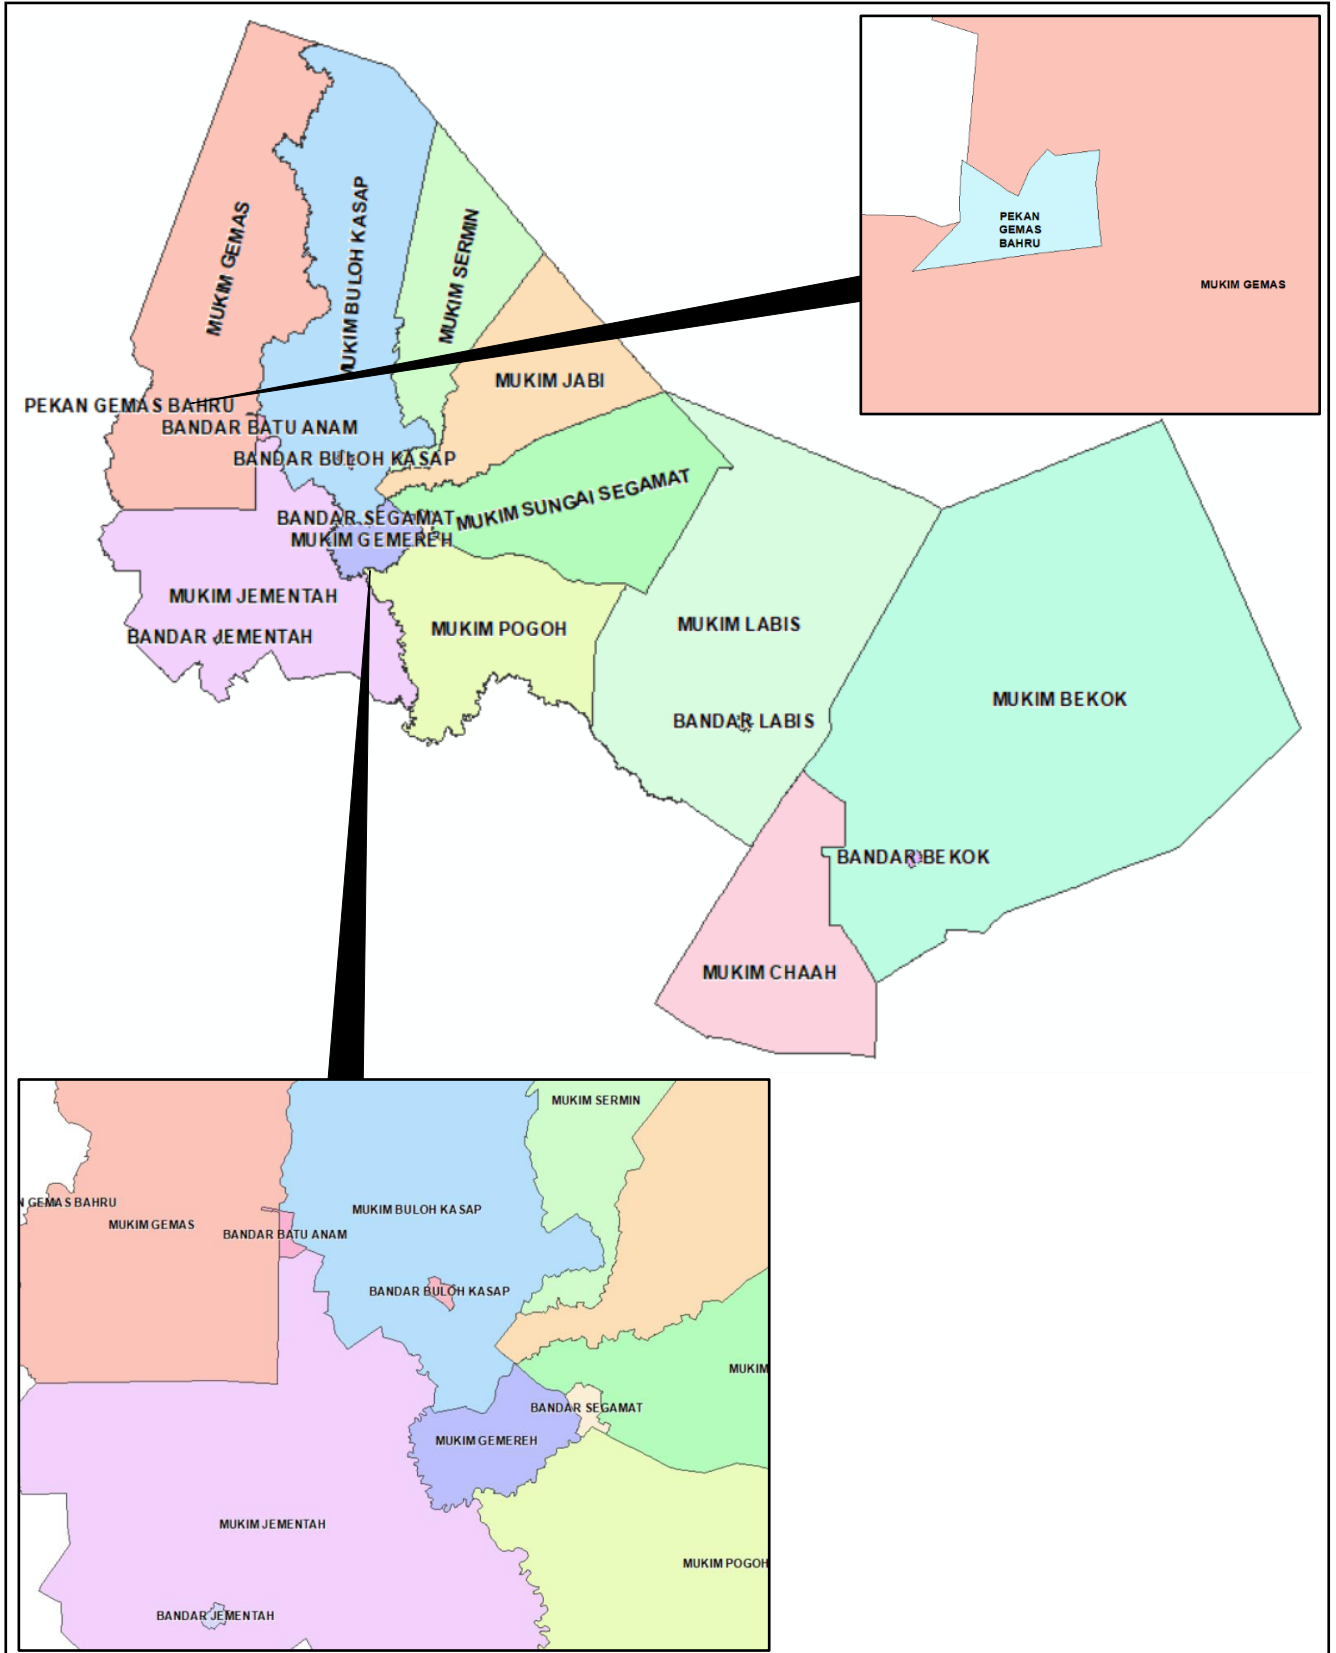 PEKAN
GEMAS
BAHRU
MUKIM GEMAS
MUKIM GEMAS
MUKIM BULOH KASAP
MUKIM SERMIN
MUKIM JABI
PEKAN GEMAS BAHRU
BANDAR BATU ANAM
BANDAR BULOH KASAP
MUKIM SUNGAI SEGAMAT
BANDAR SEGAMAT
MUKIM GEMEREH
MUKIM JEMENTAH
BANDAR JEMENTAH
MUKIM POGOH
MUKIM LABIS
BANDAR LABIS
MUKIM BEKOK
BANDAR BEKOK
MUKIM CHAAH
MUKIM SERMIN
N GEMAS BAHRU
MUKIM GEMAS
MUKIM BULOH KASAP
BANDAR BATU ANAM
BANDAR BULOH KASAP
MUKIM
BANDAR SEGAMAT
MUKIM GEMEREH
MUKIM JEMENTAH
MUKIM POGOH
BANDAR JEMENTAH